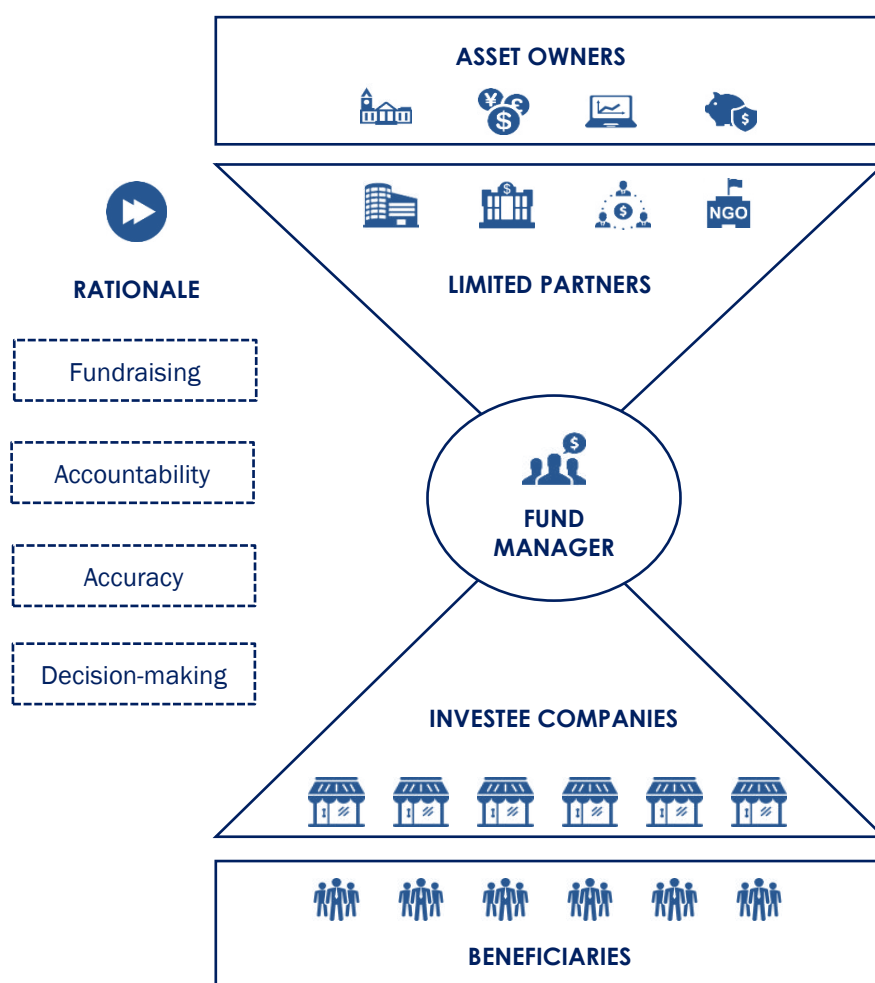 ASSET OWNERS
¥
£
$
$
$
$
NGO
LIMITED PARTNERS
RATIONALE
Fundraising
Accountability
Accuracy
Decision-making
$
FUND
MANAGER
INVESTEE COMPANIES
BENEFICIARIES